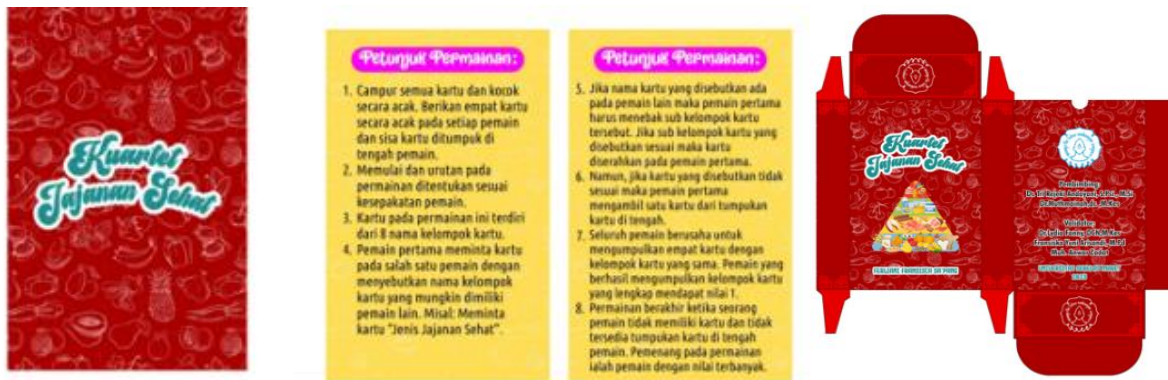 Kuartet
Jajanan Sehat
Petunjuk Permainan:
1. Campur semua kartu dan kocok
secara acak. Berikan empat kartu
secara acak pada setiap pemain
dan sisa kartu ditumpuk di
tengah pemain.
2. Memulai dan urutan pada
permainan ditentukan sesuai
kesepakatan pemain.
3. Kartu pada permainan ini terdiri
dari 8 nama kelompok kartu.
4. Pemain pertama meminta kartu
pada salah satu pemain dengan
menyebutkan nama kelompok
kartu yang mungkin dimiliki
pemain lain. Misal: Meminta
kartu "Jenis Jajanan Sehat".
Petunjuk Permainan:
5. Jika nama kartu yang disebutkan ada
pada pemain lain maka pemain pertama
harus menebak sub kelompok kartu
tersebut. Jika sub kelompok kartu yang
disebutkan sesuai maka kartu
diserahkan pada pemain pertama.
6. Namun, jika kartu yang disebutkan tidak
sesuai maka pemain pertama
mengambil satu kartu dari tumpukan
kartu di tengah.
7. Seluruh pemain berusaha untuk
mengumpulkan empat kartu dengan
kelompok kartu yang sama. Pemain yang
berhasil mengumpulkan kelompok kartu
yang lengkap mendapat nilai 1.
8. Permainan berakhir ketika seorang
pemain tidak memiliki kartu dan tidak
tersedia tumpukan kartu di tengah
pemain. Pemenang pada permainan
ialah pemain dengan nilai terbanyak.
Kuartet
Jajanan Sehat
Pembimbing:
Validator: